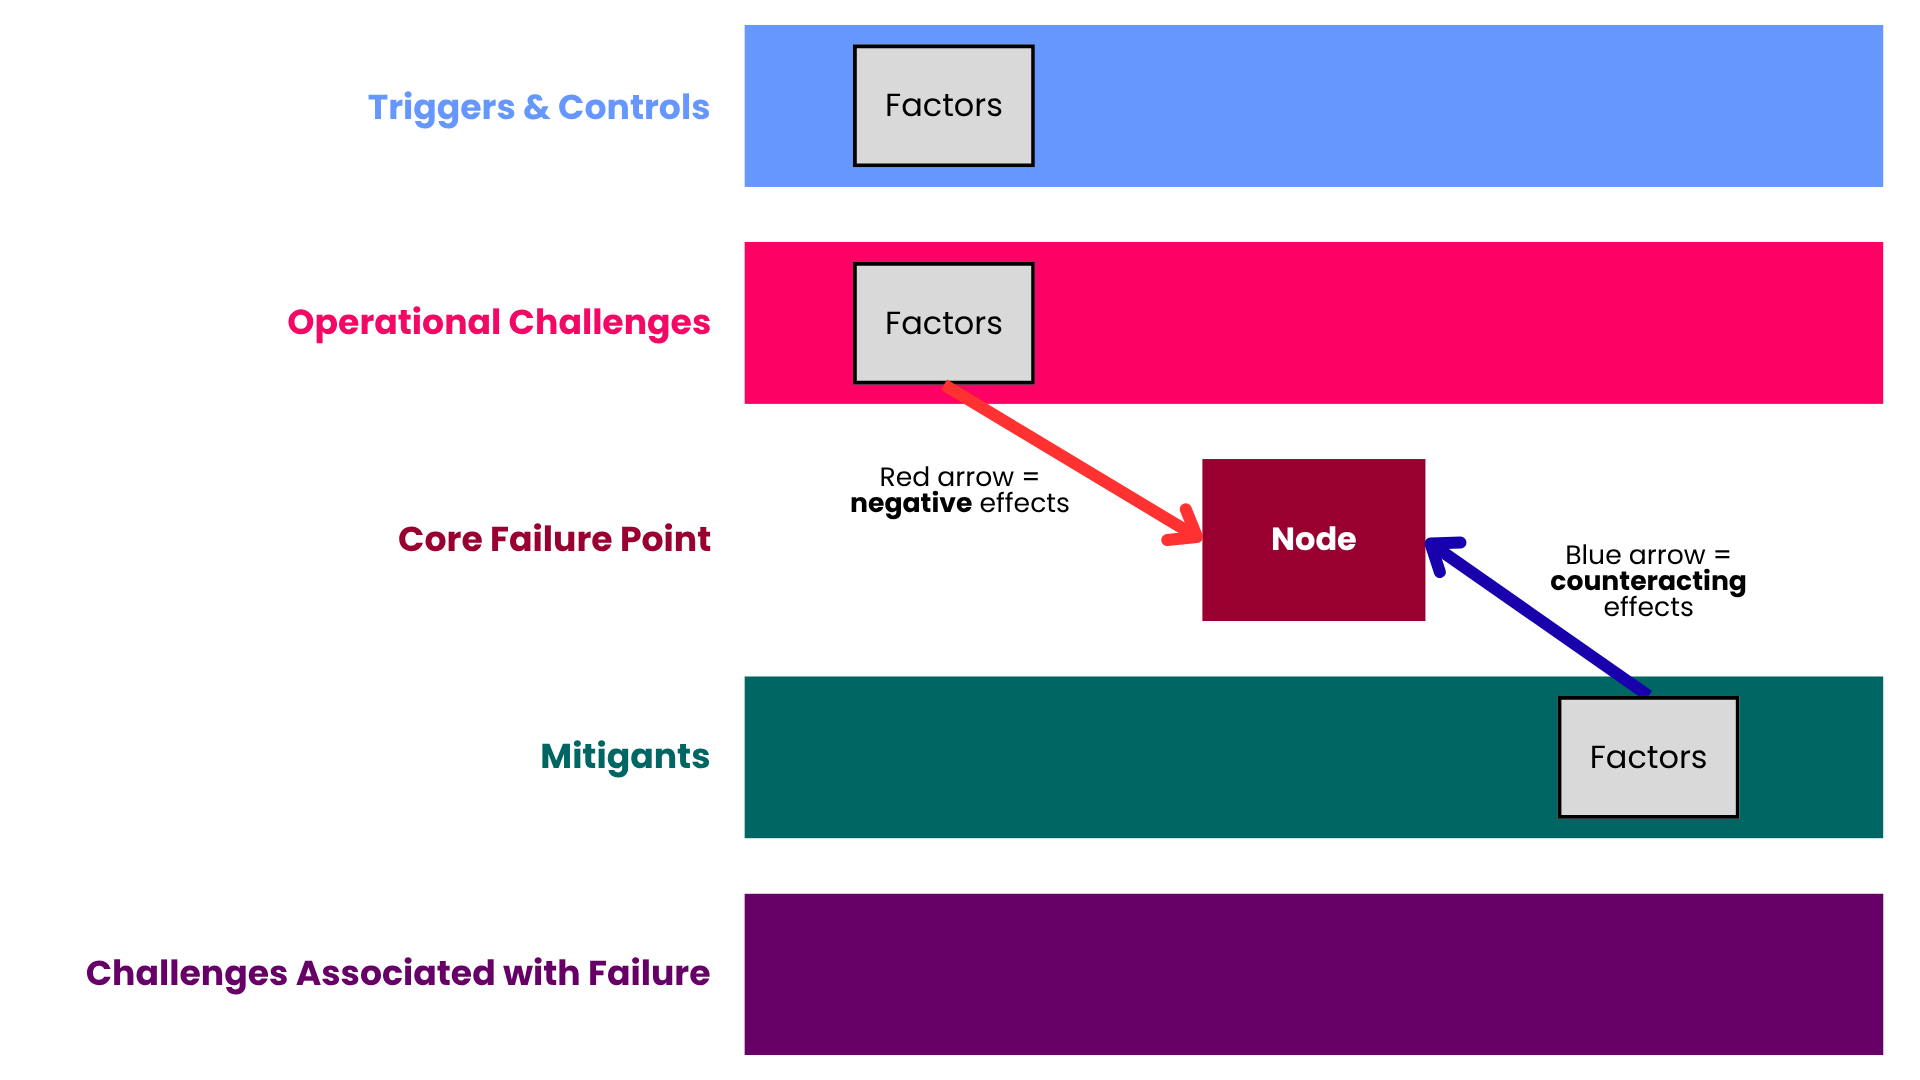 Triggers & Controls
Factors
Operational Challenges
Factors
Red arrow =
negative effects
Core Failure Point
Node
Blue arrow =
counteracting
effects
Mitigants
Factors
Challenges Associated with Failure